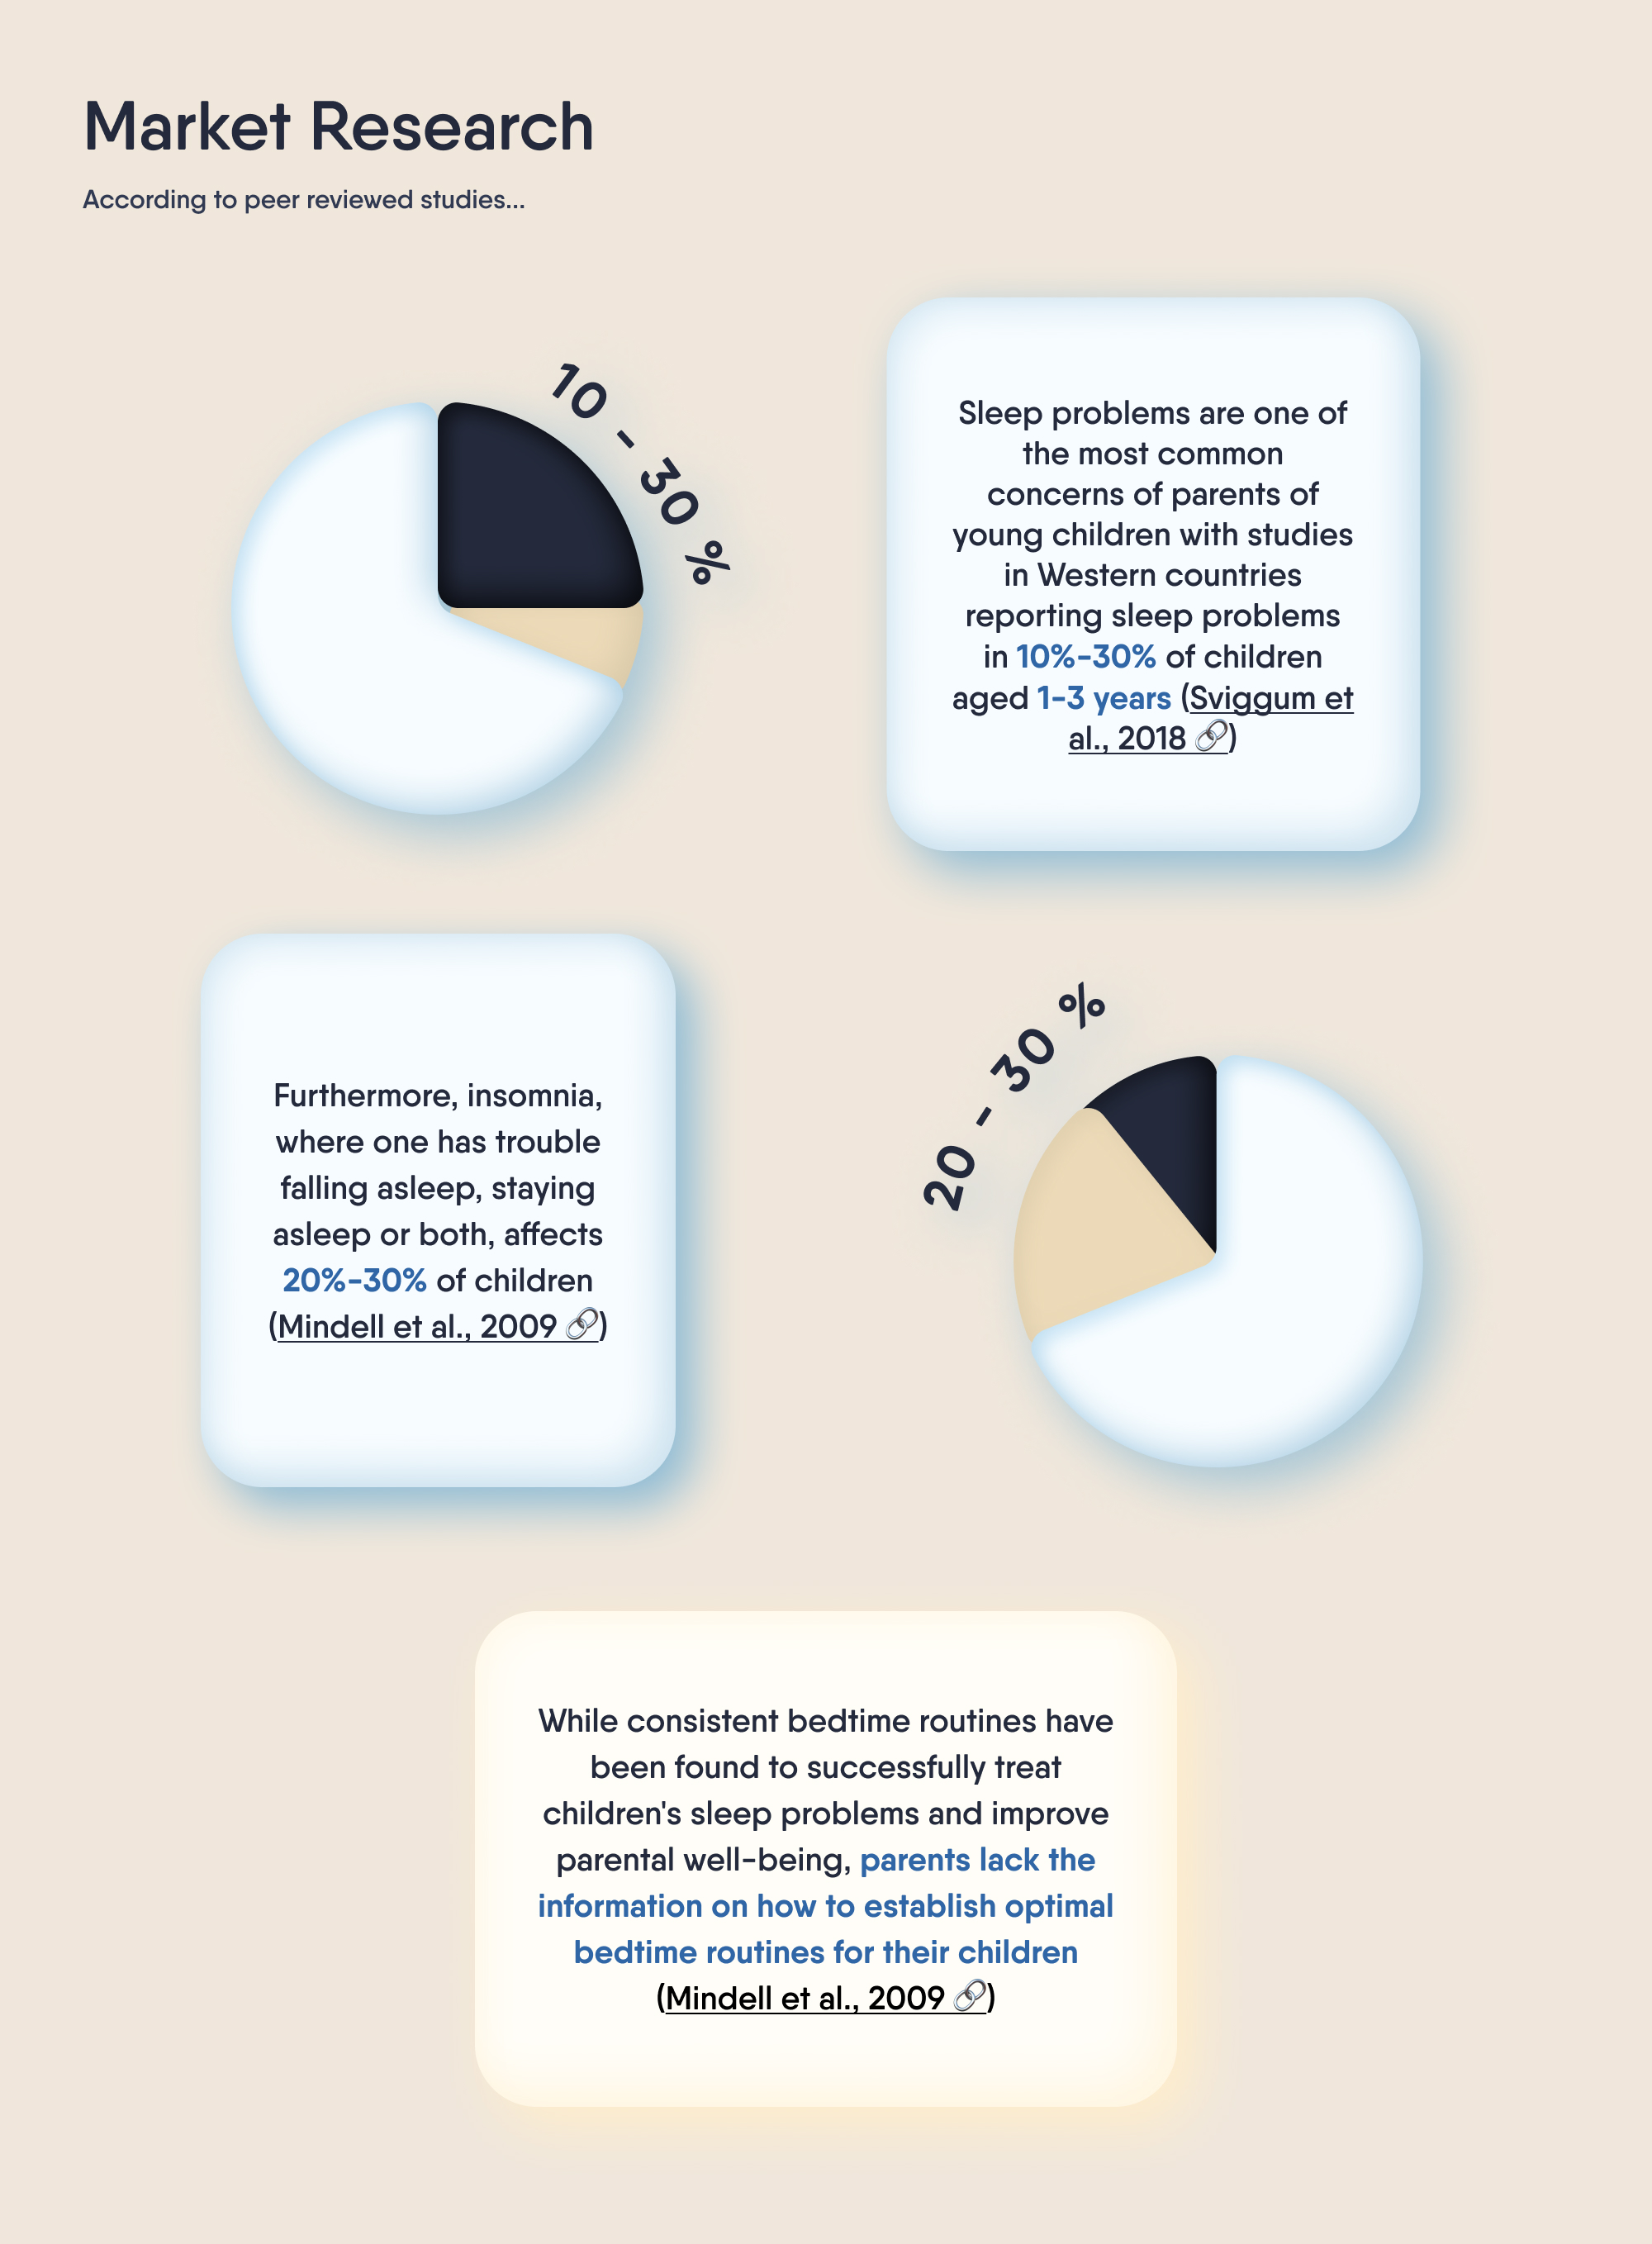 Market Research
According to peer reviewed studies...
10 - 30 %
Sleep problems are one of
the most common
concerns of parents of
young children with studies
in Western countries
reporting sleep problems
in 10%-30% of children
aged 1-3 years (Sviggum et
al., 2018 🔗)
Furthermore, insomnia,
where one has trouble
falling asleep, staying
asleep or both, affects
20%-30% of children
(Mindell et al., 2009 🔗)
20 - 30 %
While consistent bedtime routines have
been found to successfully treat
children's sleep problems and improve
parental well-being, parents lack the
information on how to establish optimal
bedtime routines for their children
(Mindell et al., 2009 🔗)